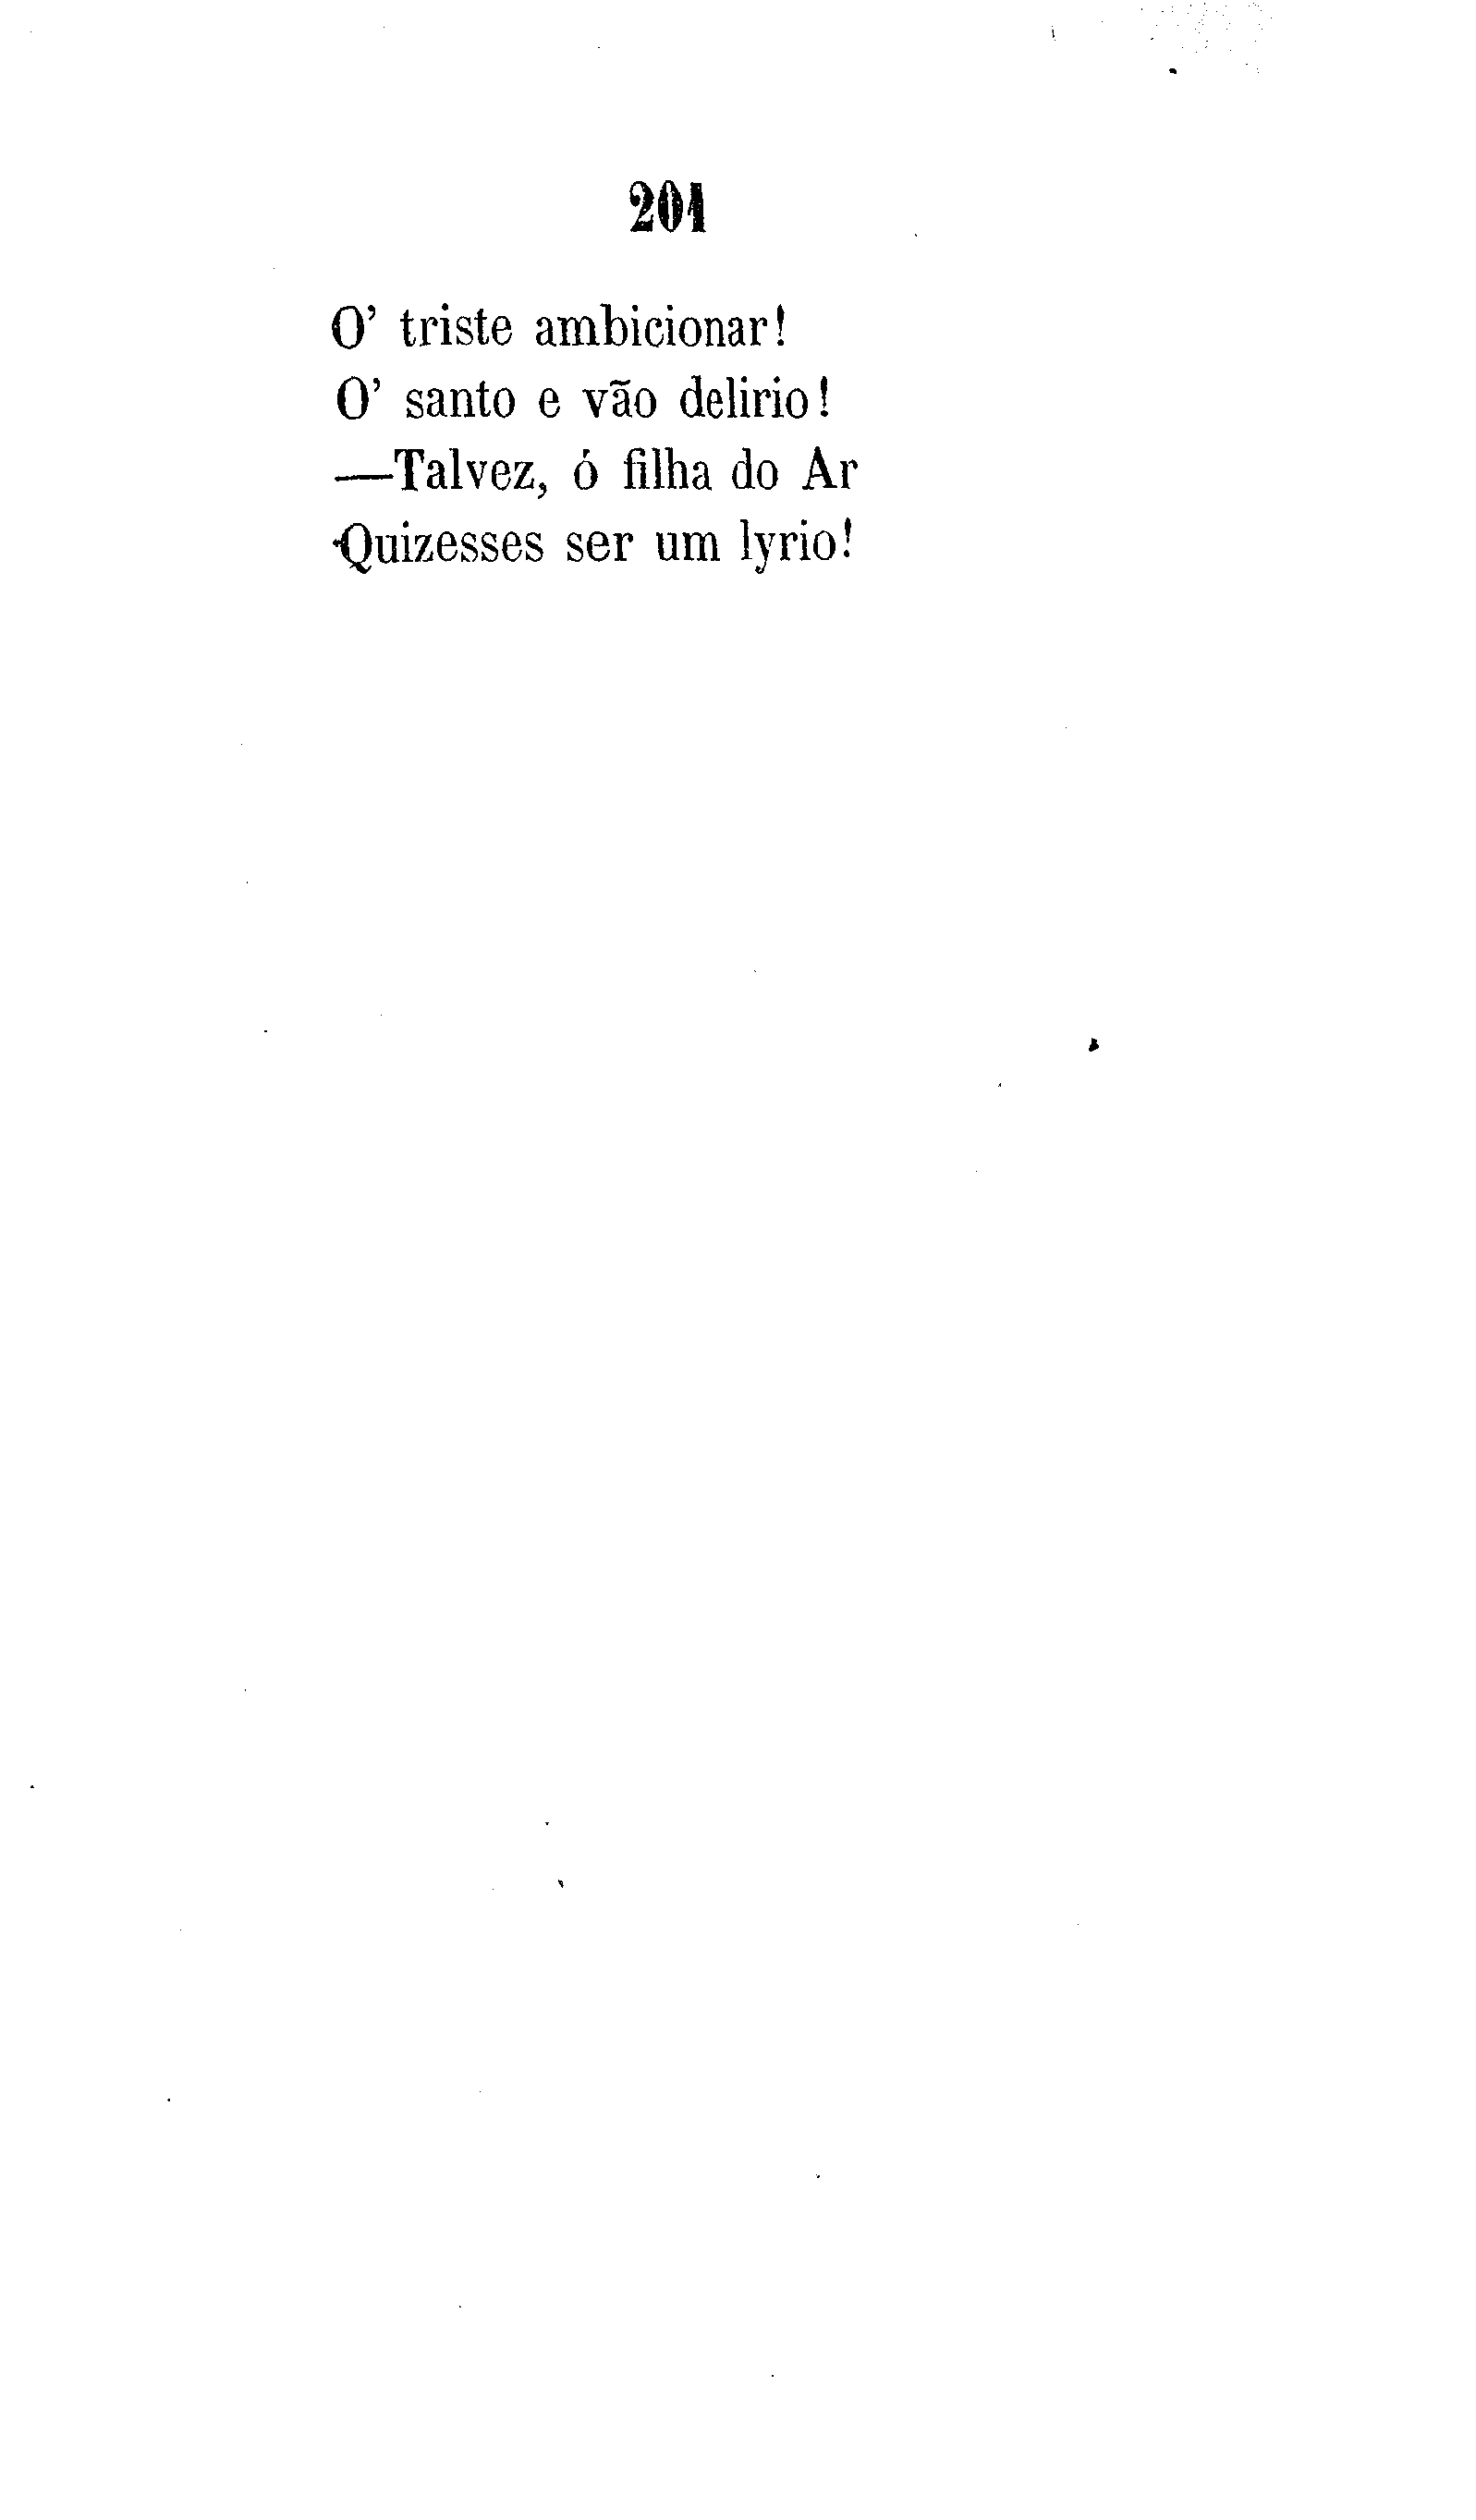 201
O' triste ambicionar!
O' santo e vão delirio!
—Talvez, ó filha do Ar
Quizesses ser um lyrio!